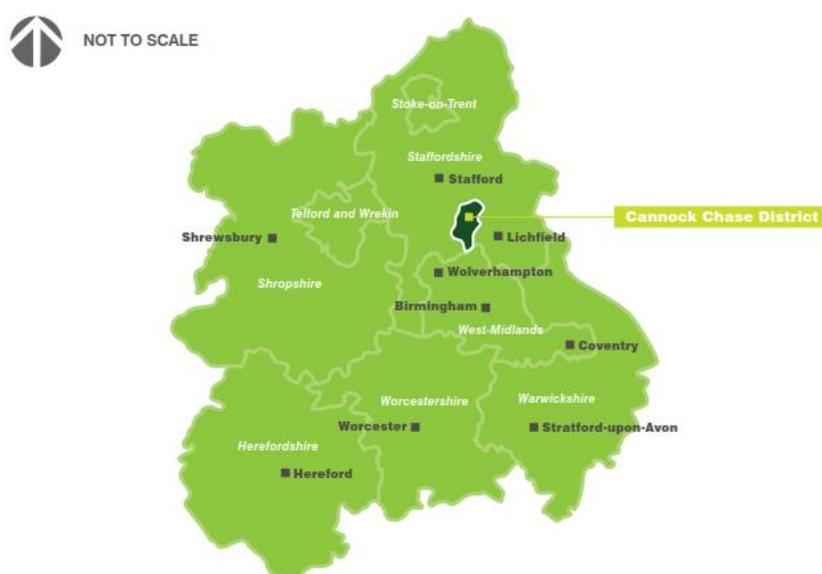 NOT TO SCALE
Stoke-on-Trent
Staffordshire
Stafford
Telford and Wrekin
Cannock Chase District
Shrewsbury
Lichfield
Wolverhampton
Shropshire
Birmingham
West-Midlands
Coventry
Worcestershire
Warwickshire
Worcester
Stratford-upon-Avon
Herefordshire
Hereford